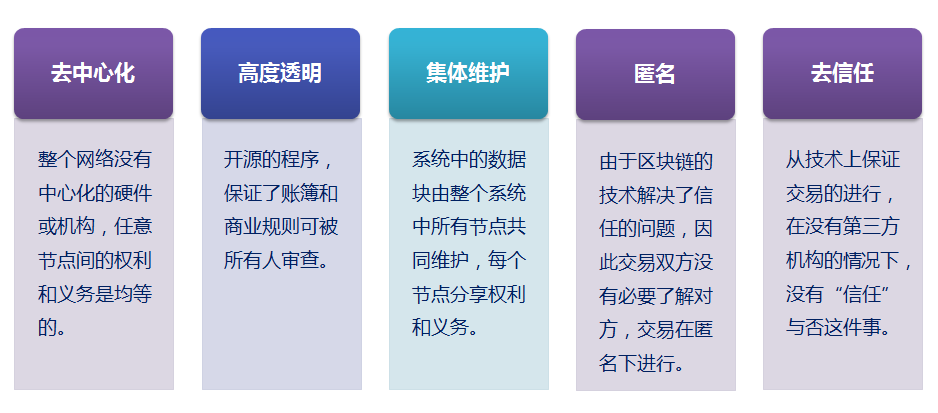 去中心化
整个网络没有
中心化的硬件
或机构，任意
节点间的权利
和义务是均等
的。
高度透明
开源的程序，
保证了账簿和
商业规则可被
所有人审查。
集体维护
系统中的数据
块由整个系统
中所有节点共
同维护，每个
节点分享权利
和义务。
匿名
由于区块链的
技术解决了信
任的问题，因
此交易双方没
有必要了解对
方，交易在匿
名下进行。
去信任
从技术上保证
交易的进行，
在没有第三方
机构的情况下，
没有“信任”
与否这件事。